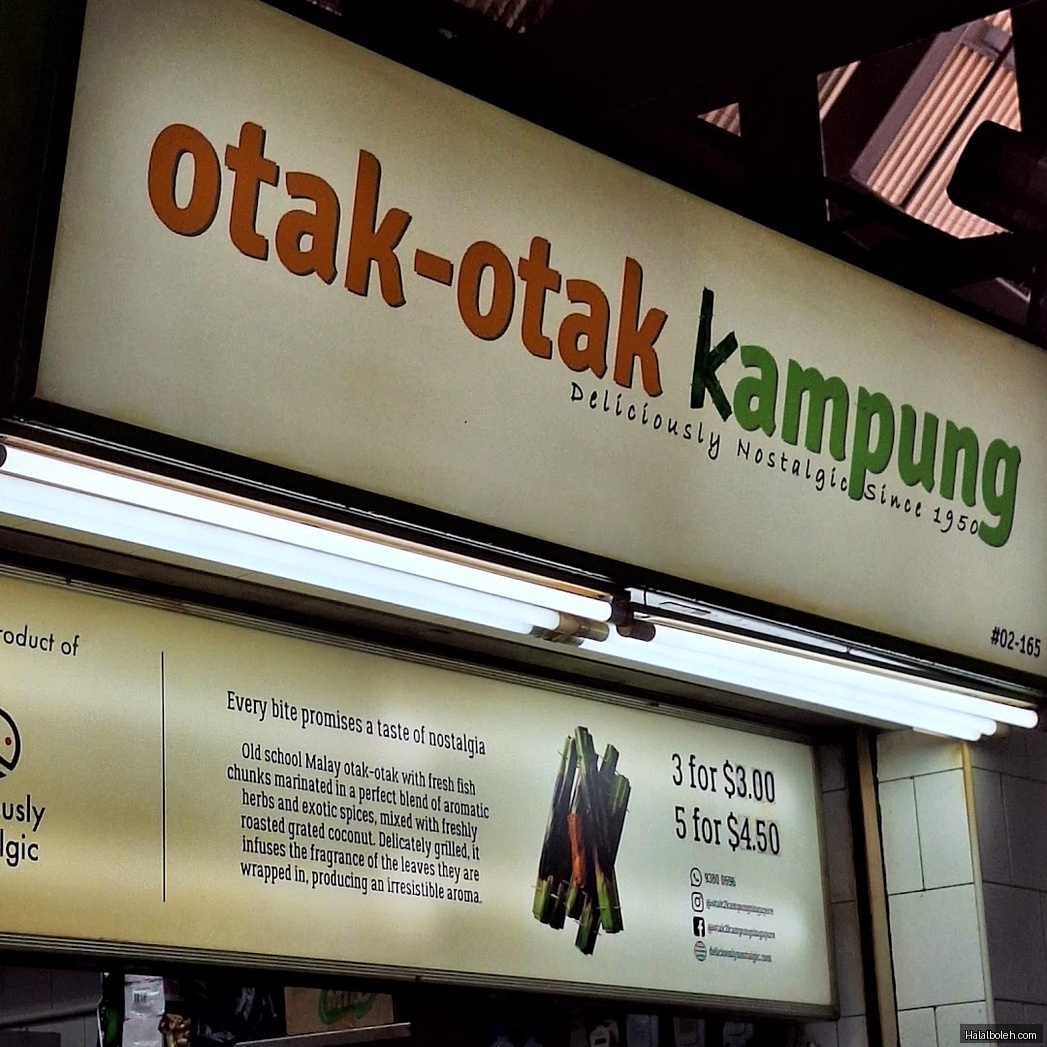 otak-otak kampung
Deliciously Nostalgic Since 1950
#02-165
roduct of
usly
lgic
Every bite promises a taste of nostalgia
Old school Malay otak-otak with fresh fish
chunks marinated in a perfect blend of aromatic
herbs and exotic spices, mixed with freshly
roasted grated coconut. Delicately grilled, it
infuses the fragrance of the leaves they are
wrapped in, producing an irresistible aroma.
3 for $3.00
5 for $4.50
deliciouslynostalgic.com
Halalboleh.com